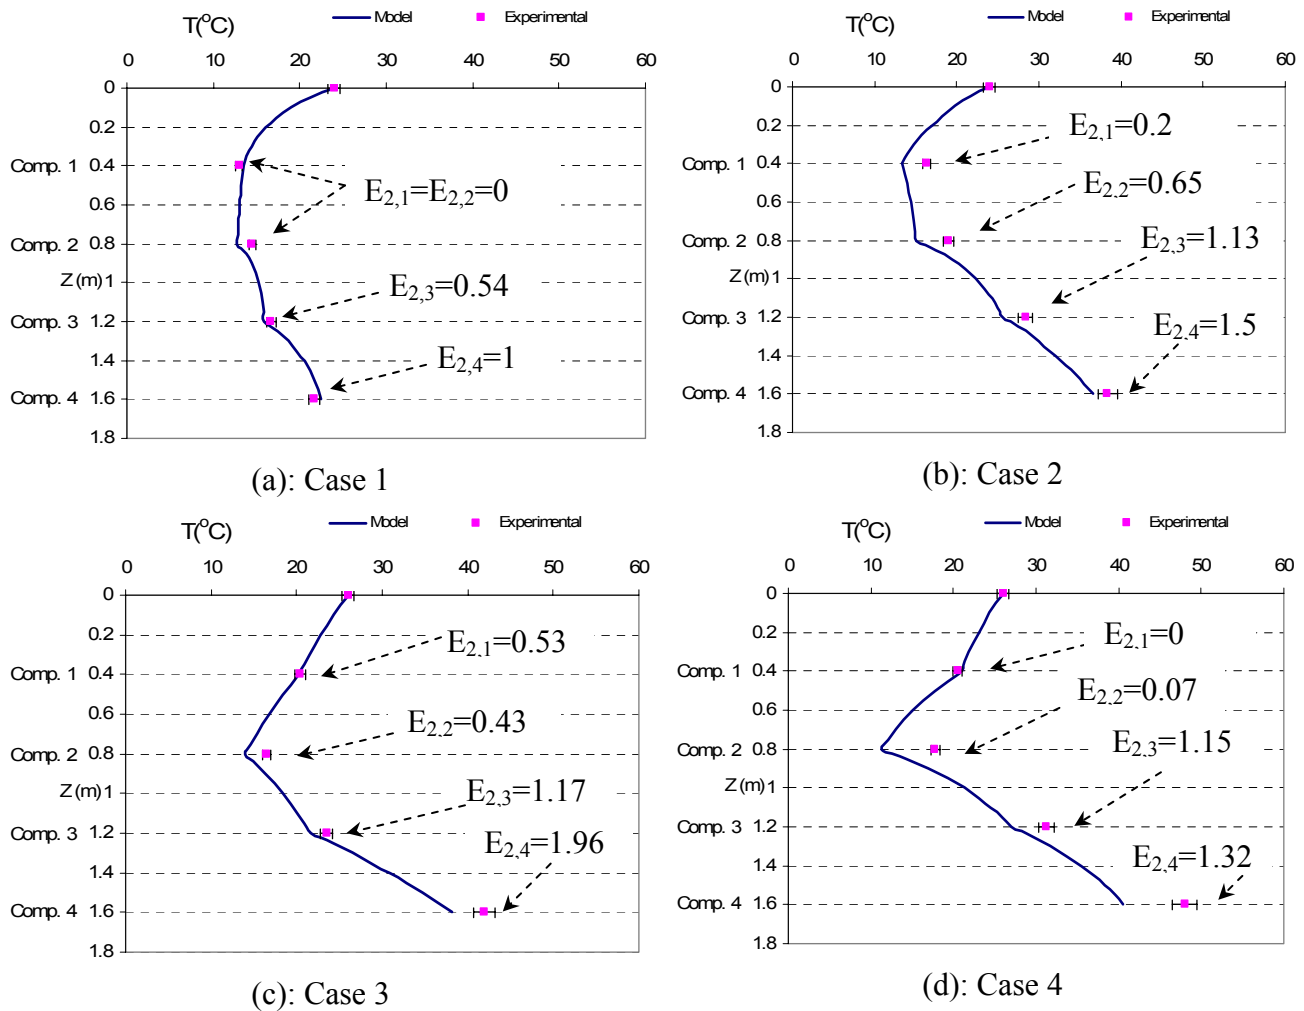 T(°C) Model Experimental
0 10 20 30 40 50 60
0
0.2
Comp. 1 0.4
0.6
Comp. 2 0.8
Z (m) 1
Comp. 3 1.2
1.4
Comp. 4 1.6
1.8
E2,1=E2,2=0
E2,3=0.54
E2,4=1
(a): Case 1
T(°C) Model Experimental
0 10 20 30 40 50 60
0
0.2
Comp. 1 0.4
0.6
Comp. 2 0.8
Z (m) 1
Comp. 3 1.2
1.4
Comp. 4 1.6
1.8
E2,1=0.2
E2,2=0.65
E2,3=1.13
E2,4=1.5
(b): Case 2
T(°C) Model Experimental
0 10 20 30 40 50 60
0
0.2
Comp. 1 0.4
0.6
Comp. 2 0.8
Z (m) 1
Comp. 3 1.2
1.4
Comp. 4 1.6
1.8
E2,1=0.53
E2,2=0.43
E2,3=1.17
E2,4=1.96
(c): Case 3
T(°C) Model Experimental
0 10 20 30 40 50 60
0
0.2
Comp. 1 0.4
0.6
Comp. 2 0.8
Z (m) 1
Comp. 3 1.2
1.4
Comp. 4 1.6
1.8
E2,1=0
E2,2=0.07
E2,3=1.15
E2,4=1.32
(d): Case 4